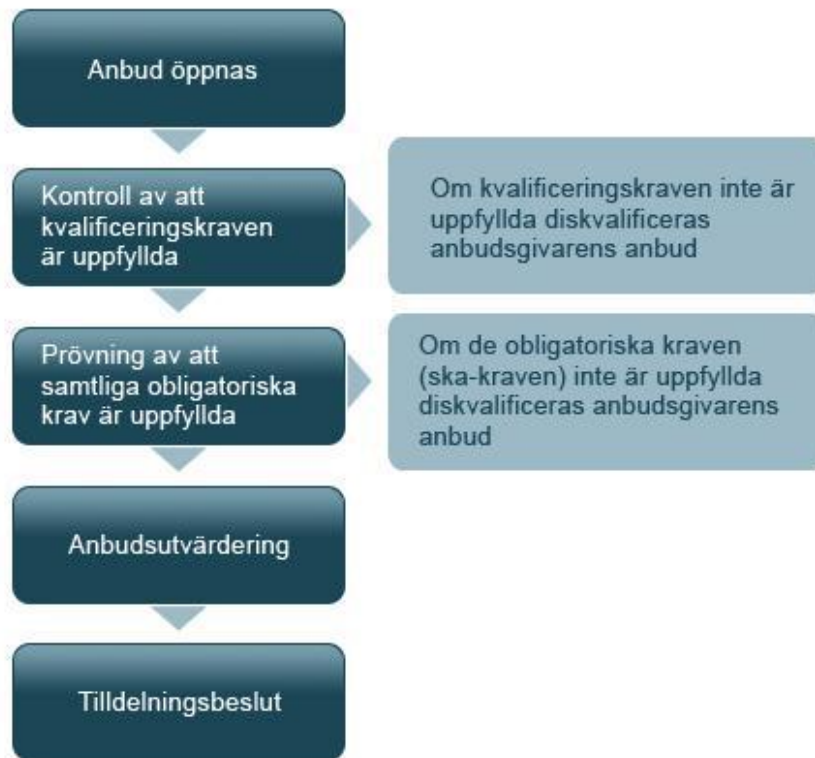 Anbud öppnas
Kontroll av att
kvalificeringskraven
är uppfyllda
Om kvalificeringskraven inte är
uppfyllda diskvalificeras
anbudsgivarens anbud
Prövning av att
samtliga obligatoriska
krav är uppfyllda
Om de obligatoriska kraven
(ska-kraven) inte är uppfyllda
diskvalificeras anbudsgivarens
anbud
Anbudsutvärdering
Tilldelningsbeslut